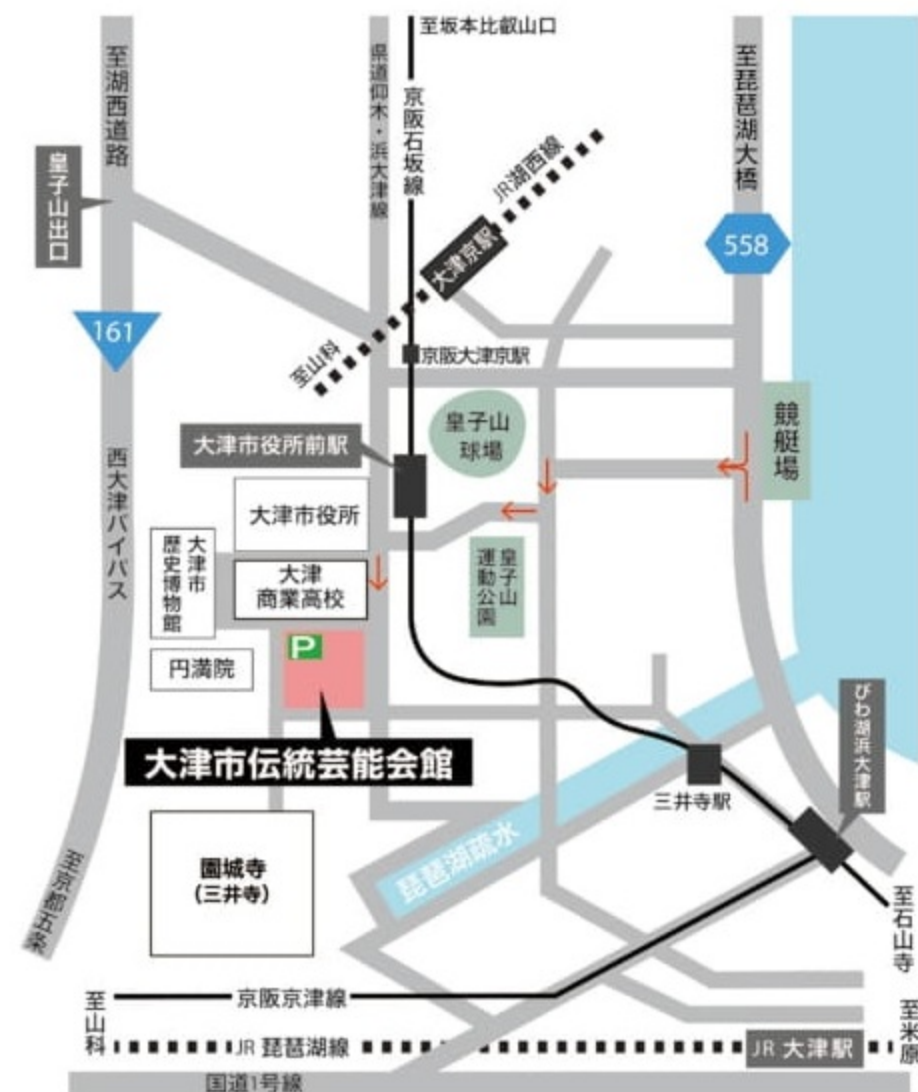 至坂本比叡山口
至湖西道路
県道仰木・浜大津線
京阪石坂線
至琵琶湖大橋
JR湖西線
皇子山出口
大津京駅
558
161
至山科
京阪大津京駅
皇子山
球場
競艇場
大津市役所前駅
西大津バイパス
大津市役所
大津市
歴史博物館
大津
商業高校
皇子山
運動公園
P
円満院
びわ湖浜大津駅
大津市伝統芸能会館
三井寺駅
園城寺
（三井寺）
琵琶湖疏水
至京都五条
至石山寺
至山科
京阪京津線
至米原
JR 琵琶湖線
JR 大津駅
国道1号線